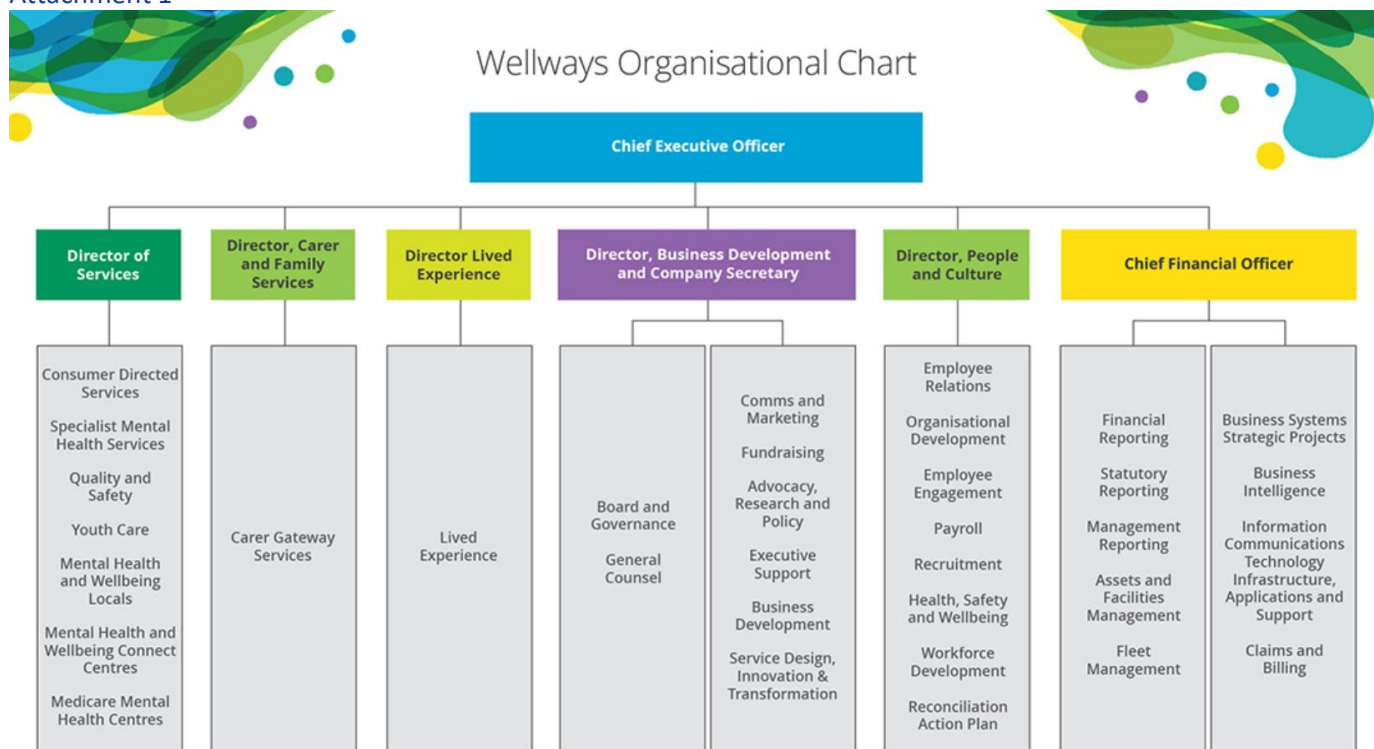 Attachment 1
Wellways Organisational Chart
Chief Executive Officer
Director of
Services
Director, Carer
and Family
Services
Director Lived
Experience
Director, Business Development
and Company Secretary
Director, People
and Culture
Chief Financial Officer
Consumer Directed
Services
Specialist Mental
Health Services
Quality and
Safety
Youth Care
Mental Health
and Wellbeing
Locals
Mental Health and
Wellbeing Connect
Centres
Medicare Mental
Health Centres
Carer Gateway
Services
Lived
Experience
Board and
Governance
General
Counsel
Comms and
Marketing
Fundraising
Advocacy,
Research and
Policy
Executive
Support
Business
Development
Service Design,
Innovation &
Transformation
Employee
Relations
Organisational
Development
Employee
Engagement
Payroll
Recruitment
Health, Safety
and Wellbeing
Workforce
Development
Reconciliation
Action Plan
Financial
Reporting
Statutory
Reporting
Management
Reporting
Assets and
Facilities
Management
Fleet
Management
Business Systems
Strategic Projects
Business
Intelligence
Information
Communications
Technology
Infrastructure,
Applications and
Support
Claims and
Billing